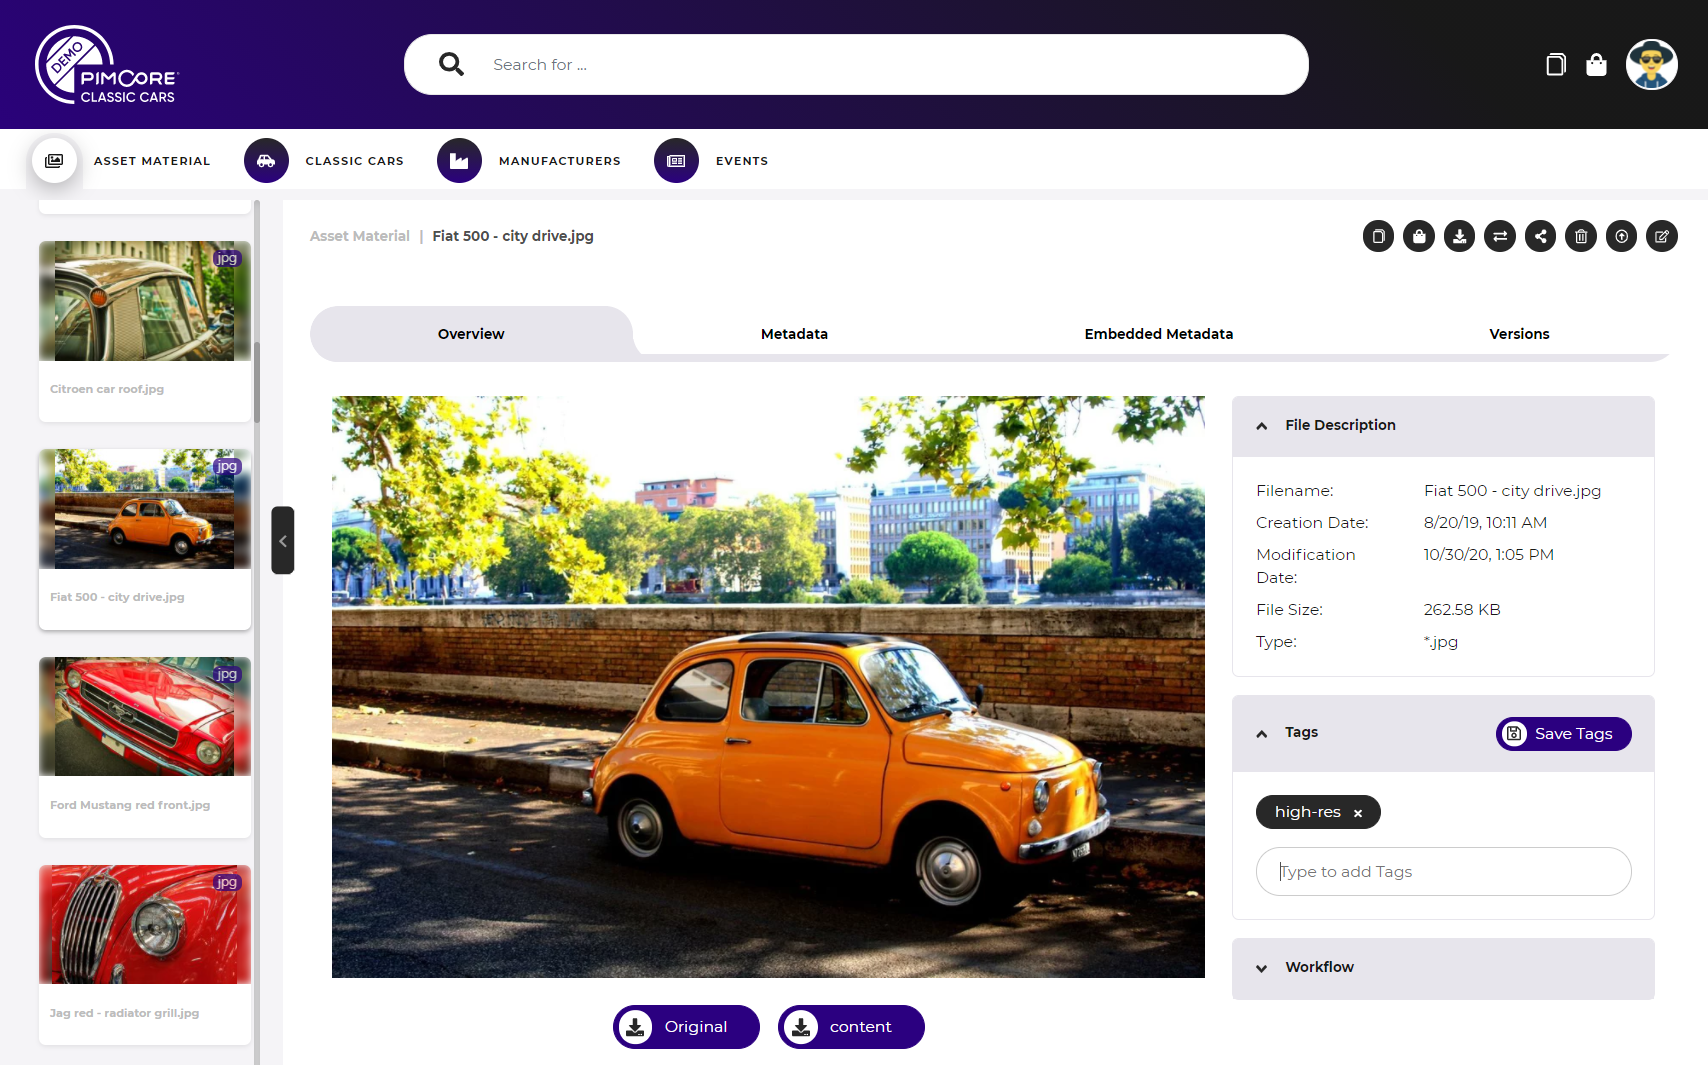 DEMO
PIMCORE
CLASSIC CARS
Search for ...
ASSET MATERIAL
CLASSIC CARS
MANUFACTURERS
EVENTS
jpg
Citroen car roof.jpg
jpg
Fiat 500 - city drive.jpg
jpg
Ford Mustang red front.jpg
jpg
Jag red - radiator grill.jpg
Asset Material | Fiat 500 - city drive.jpg
Overview
Metadata
Embedded Metadata
Versions
Original
content
File Description
Filename: Fiat 500 - city drive.jpg
Creation Date: 8/20/19, 10:11 AM
Modification Date: 10/30/20, 1:05 PM
File Size: 262.58 KB
Type: *.jpg
Tags
Save Tags
high-res ×
Type to add Tags
Workflow